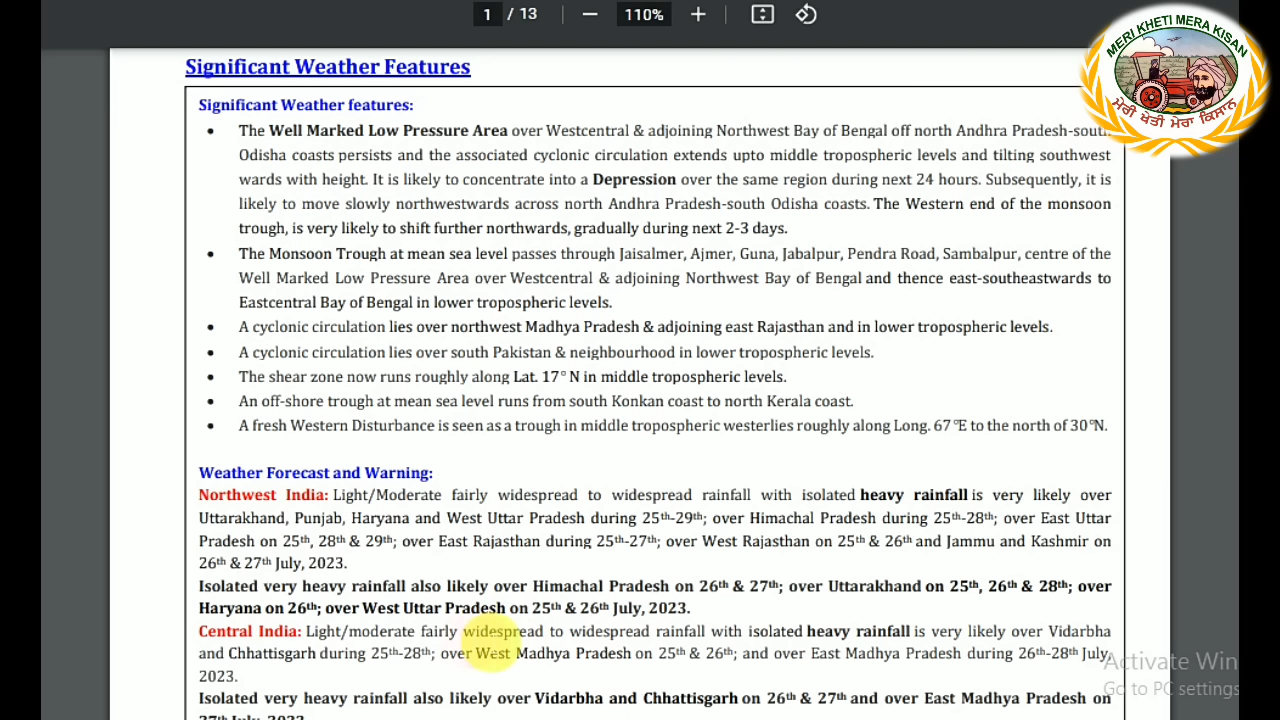 1 / 13
110%
MERI KHETI MERA KISAN
ਮੇਰੀ ਖੇਤੀ ਮੇਰਾ ਕਿਸਾਨ
Significant Weather Features
Significant Weather features:
• The Well Marked Low Pressure Area over Westcentral & adjoining Northwest Bay of Bengal off north Andhra Pradesh-south
Odisha coasts persists and the associated cyclonic circulation extends upto middle tropospheric levels and tilting southwest
wards with height. It is likely to concentrate into a Depression over the same region during next 24 hours. Subsequently, it is
likely to move slowly northwestwards across north Andhra Pradesh-south Odisha coasts. The Western end of the monsoon
trough, is very likely to shift further northwards, gradually during next 2-3 days.
• The Monsoon Trough at mean sea level passes through Jaisalmer, Ajmer, Guna, Jabalpur, Pendra Road, Sambalpur, centre of the
Well Marked Low Pressure Area over Westcentral & adjoining Northwest Bay of Bengal and thence east-southeastwards to
Eastcentral Bay of Bengal in lower tropospheric levels.
• A cyclonic circulation lies over northwest Madhya Pradesh & adjoining east Rajasthan and in lower tropospheric levels.
• A cyclonic circulation lies over south Pakistan & neighbourhood in lower tropospheric levels.
• The shear zone now runs roughly along Lat. 17° N in middle tropospheric levels.
• An off-shore trough at mean sea level runs from south Konkan coast to north Kerala coast.
• A fresh Western Disturbance is seen as a trough in middle tropospheric westerlies roughly along Long. 67°E to the north of 30°N.
Weather Forecast and Warning:
Northwest India: Light/Moderate fairly widespread to widespread rainfall with isolated heavy rainfall is very likely over
Uttarakhand, Punjab, Haryana and West Uttar Pradesh during 25th-29th; over Himachal Pradesh during 25th-28th; over East Uttar
Pradesh on 25th, 28th & 29th; over East Rajasthan during 25th-27th; over West Rajasthan on 25th & 26th and Jammu and Kashmir on
26th & 27th July, 2023.
Isolated very heavy rainfall also likely over Himachal Pradesh on 26th & 27th; over Uttarakhand on 25th, 26th & 28th; over
Haryana on 26th; over West Uttar Pradesh on 25th & 26th July, 2023.
Central India: Light/moderate fairly widespread to widespread rainfall with isolated heavy rainfall is very likely over Vidarbha
and Chhattisgarh during 25th-28th; over West Madhya Pradesh on 25th & 26th; and over East Madhya Pradesh during 26th-28th July,
2023.
Isolated very heavy rainfall also likely over Vidarbha and Chhattisgarh on 26th & 27th and over East Madhya Pradesh on
27th July, 2023
Activate Win
Go to PC settings